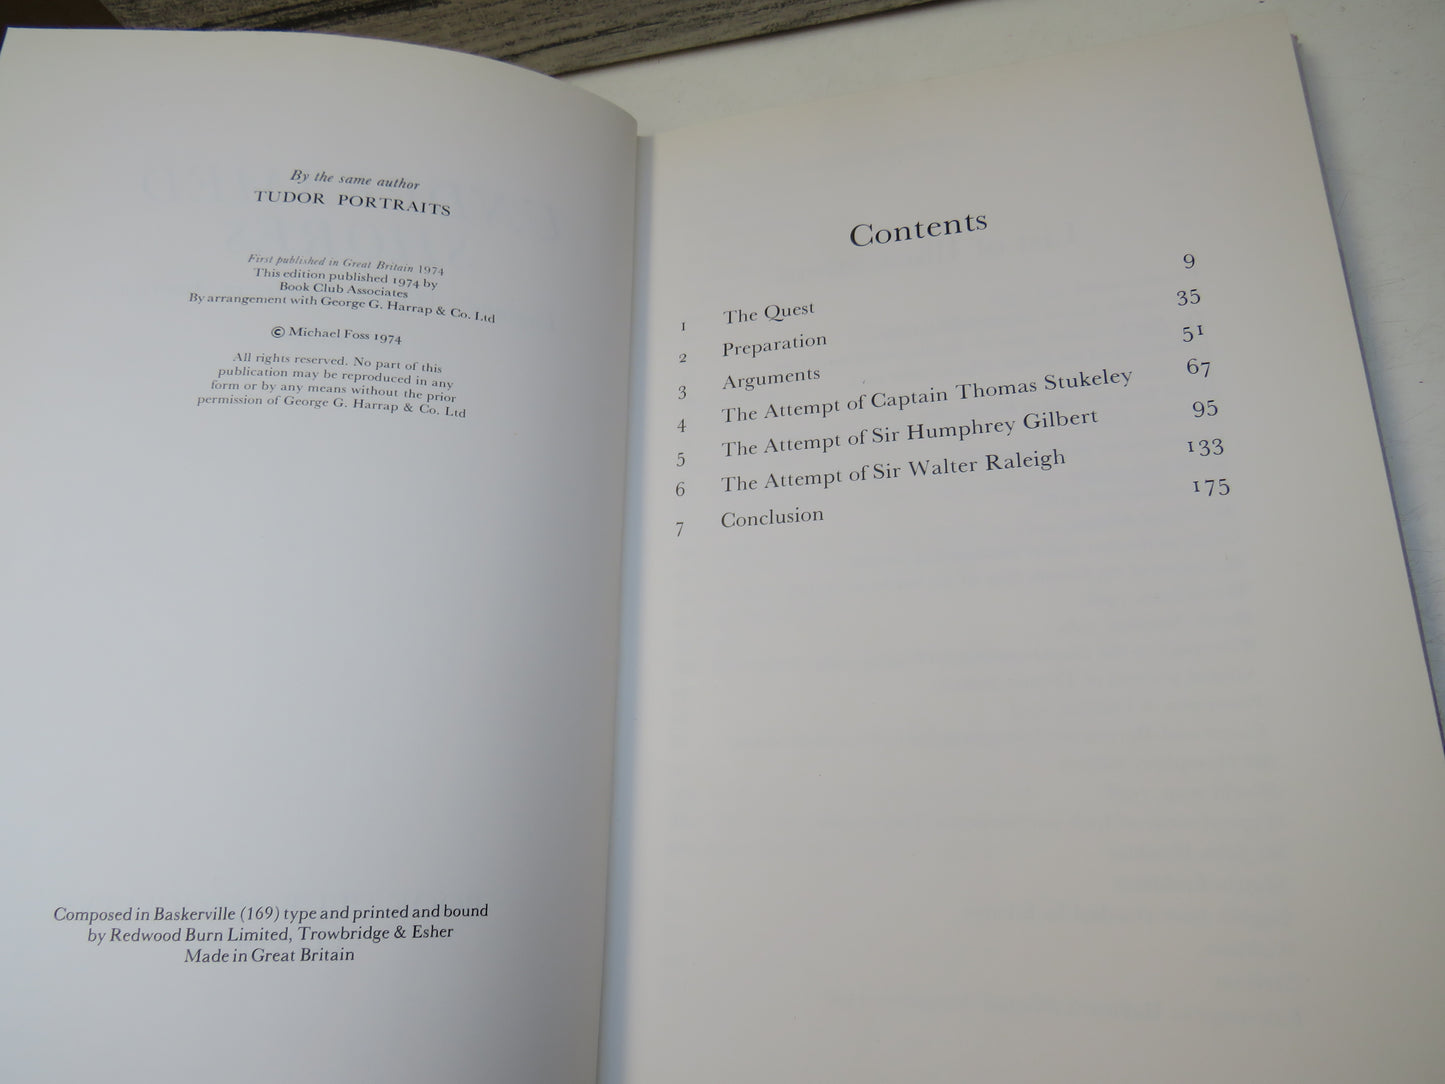 By the same author
TUDOR PORTRAITS
First published in Great Britain 1974
This edition published 1974 by
Book Club Associates
By arrangement with George G. Harrap & Co. Ltd
© Michael Foss 1974
All rights reserved. No part of this
publication may be reproduced in any
form or by any means without the prior
permission of George G. Harrap & Co. Ltd
Composed in Baskerville (169) type and printed and bound
by Redwood Burn Limited, Trowbridge & Esher
Made in Great Britain
Contents
1 The Quest 9
2 Preparation 35
3 Arguments 51
4 The Attempt of Captain Thomas Stukeley 67
5 The Attempt of Sir Humphrey Gilbert 95
6 The Attempt of Sir Walter Raleigh 133
7 Conclusion 175